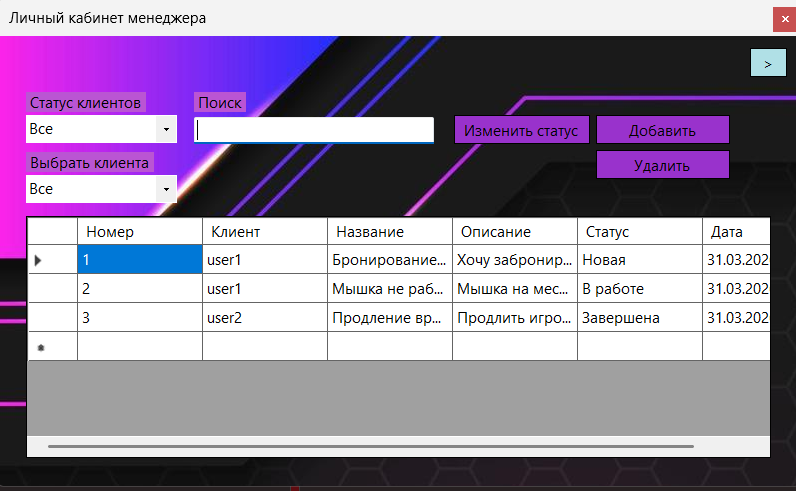 Личный кабинет менеджера
>
Статус клиентов Поиск
Все Изменить статус Добавить
Выбрать клиента Удалить
Все
Номер Клиент Название Описание Статус Дата
1 user1 Бронирование... Хочу забронир... Новая 31.03.202
2 user1 Мышка не раб... Мышка на мес... В работе 31.03.202
3 user2 Продление вр... Продлить игро... Завершена 31.03.202